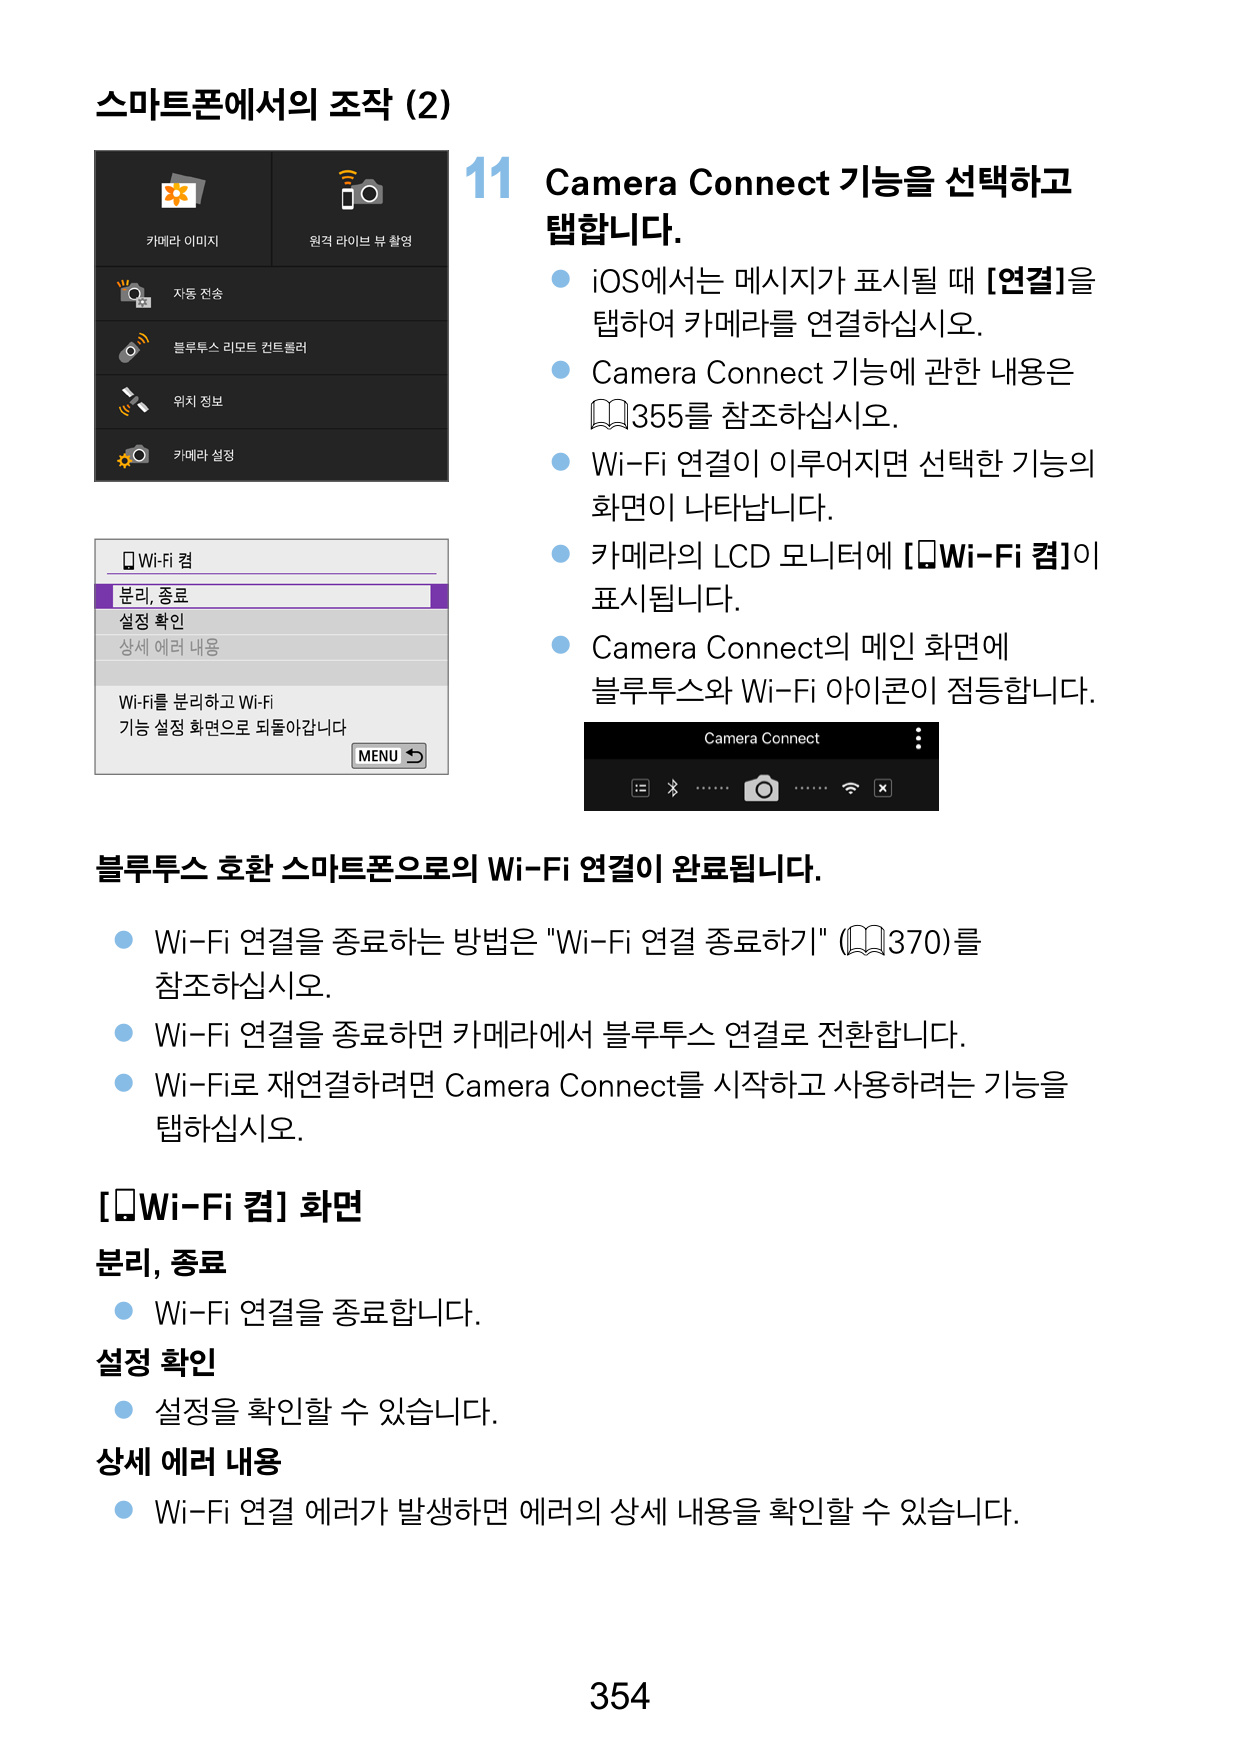 스마트폰에서의 조작 (2)
카메라 이미지
원격 라이브 뷰 촬영
자동 전송
블루투스 리모트 컨트롤러
위치 정보
카메라 설정
Wi-Fi 켬
분리, 종료
설정 확인
상세 에러 내용
Wi-Fi를 분리하고 Wi-Fi
기능 설정 화면으로 되돌아갑니다
MENU
11
Camera Connect 기능을 선택하고
탭합니다.
● iOS에서는 메시지가 표시될 때 [연결]을
탭하여 카메라를 연결하십시오.
● Camera Connect 기능에 관한 내용은
355를 참조하십시오.
● Wi-Fi 연결이 이루어지면 선택한 기능의
화면이 나타납니다.
● 카메라의 LCD 모니터에 [Wi-Fi 켬]이
표시됩니다.
● Camera Connect의 메인 화면에
블루투스와 Wi-Fi 아이콘이 점등합니다.
Camera Connect
블루투스 호환 스마트폰으로의 Wi-Fi 연결이 완료됩니다.
● Wi-Fi 연결을 종료하는 방법은 "Wi-Fi 연결 종료하기" (370)를
참조하십시오.
● Wi-Fi 연결을 종료하면 카메라에서 블루투스 연결로 전환합니다.
● Wi-Fi로 재연결하려면 Camera Connect를 시작하고 사용하려는 기능을
탭하십시오.
[Wi-Fi 켬] 화면
분리, 종료
● Wi-Fi 연결을 종료합니다.
설정 확인
● 설정을 확인할 수 있습니다.
상세 에러 내용
● Wi-Fi 연결 에러가 발생하면 에러의 상세 내용을 확인할 수 있습니다.
354